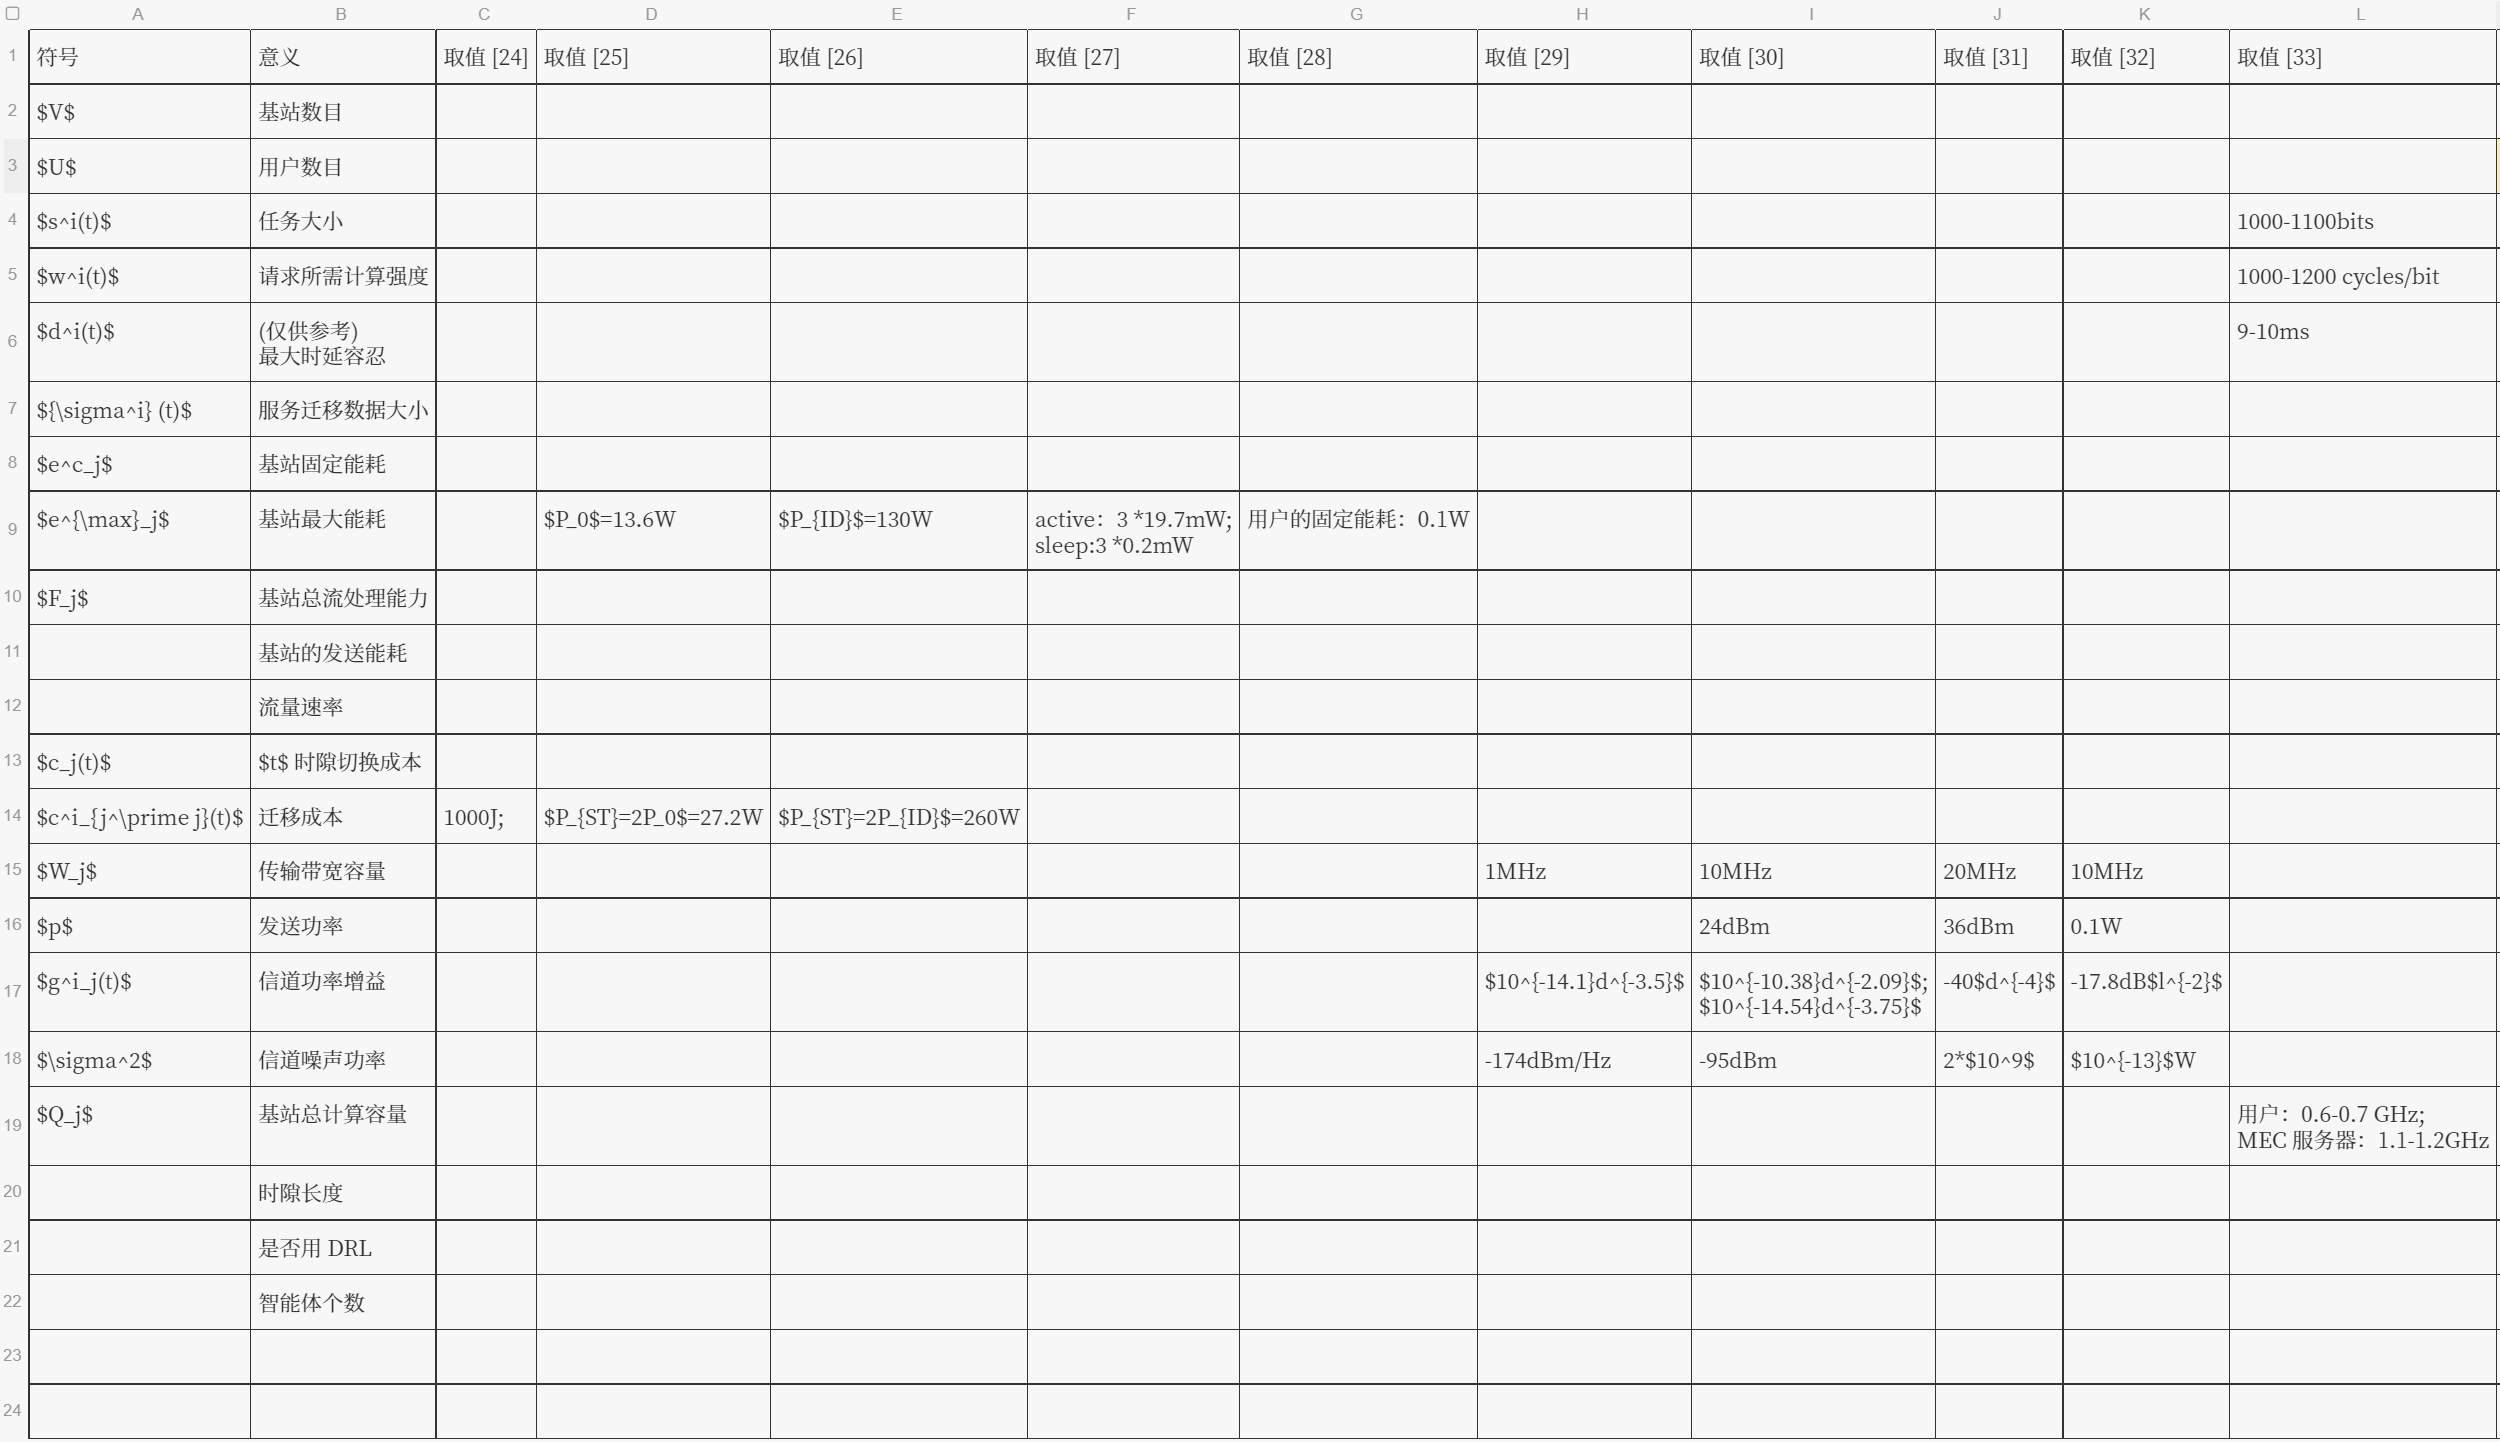 A B C D E F G H I J K L
1 符号 意义 取值 [24] 取值 [25] 取值 [26] 取值 [27] 取值 [28] 取值 [29] 取值 [30] 取值 [31] 取值 [32] 取值 [33]
2 $V$ 基站数目
3 $U$ 用户数目
4 $s^i(t)$ 任务大小 1000-1100bits
5 $w^i(t)$ 请求所需计算强度 1000-1200 cycles/bit
6 $d^i(t)$ (仅供参考) 9-10ms
最大时延容忍
7 ${\sigma^i} (t)$ 服务迁移数据大小
8 $e^c_j$ 基站固定能耗
9 $e^{\max}_j$ 基站最大能耗 $P_0$=13.6W $P_{ID}$=130W active：3 *19.7mW; 用户的固定能耗：0.1W
sleep:3 *0.2mW
10 $F_j$ 基站总流处理能力
11 基站的发送能耗
12 流量速率
13 $c_j(t)$ $t$ 时隙切换成本
14 $c^i_{j^\prime j}(t)$ 迁移成本 1000J; $P_{ST}=2P_0$=27.2W $P_{ST}=2P_{ID}$=260W
15 $W_j$ 传输带宽容量 1MHz 10MHz 20MHz 10MHz
16 $p$ 发送功率 24dBm 36dBm 0.1W
17 $g^i_j(t)$ 信道功率增益 $10^{-14.1}d^{-3.5}$ $10^{-10.38}d^{-2.09}$; -40$d^{-4}$ -17.8dB$l^{-2}$
$10^{-14.54}d^{-3.75}$
18 $\sigma^2$ 信道噪声功率 -174dBm/Hz -95dBm 2*$10^9$ $10^{-13}$W
19 $Q_j$ 基站总计算容量 用户：0.6-0.7 GHz;
MEC 服务器：1.1-1.2GHz
20 时隙长度
21 是否用 DRL
22 智能体个数
23
24